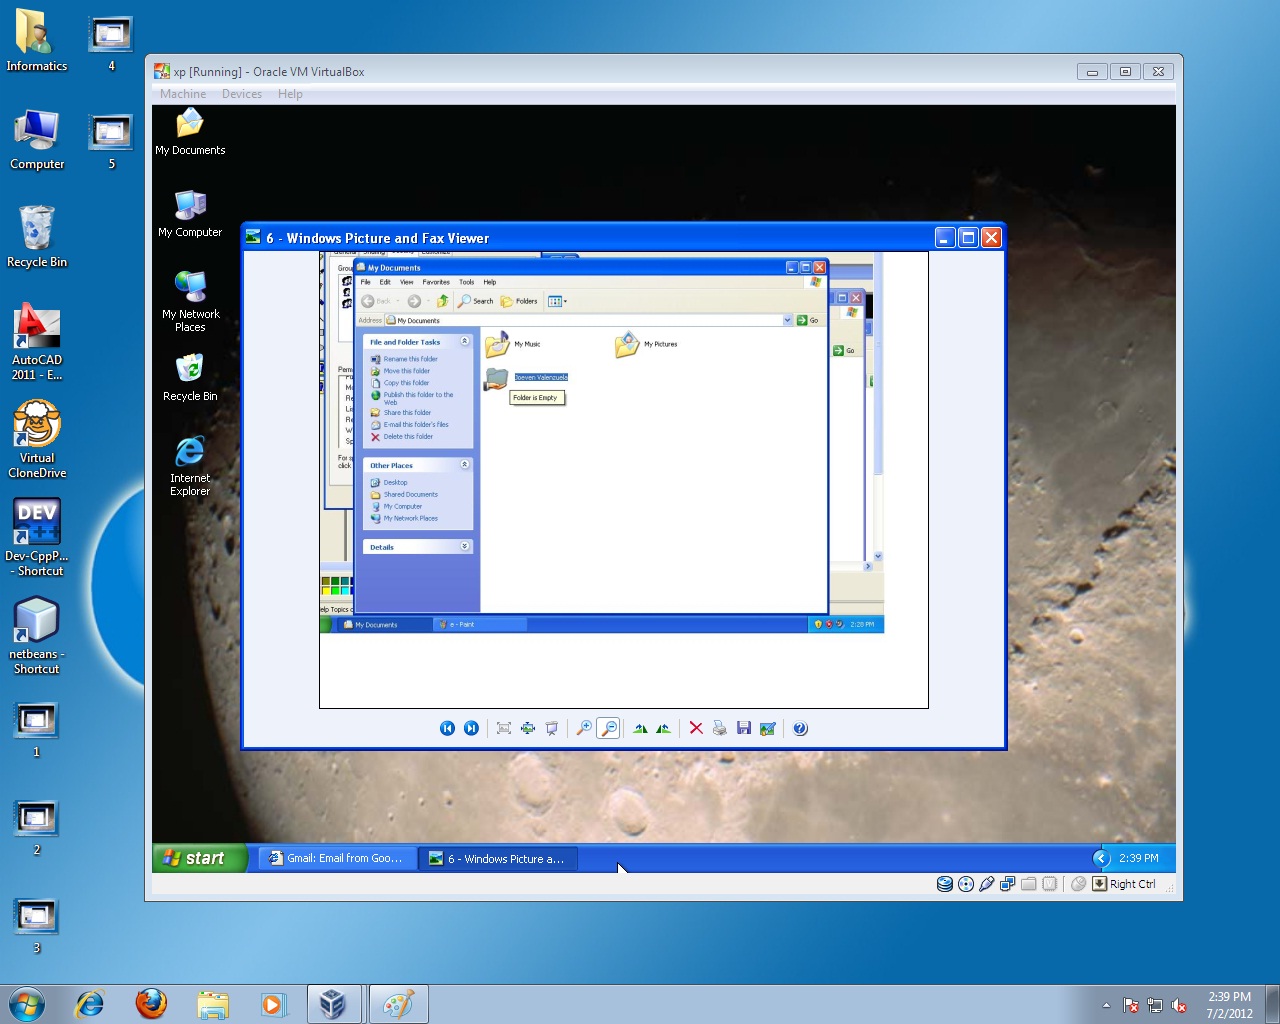 Informatics
4
Computer
5
Recycle Bin
AutoCAD
2011 - E...
Virtual
CloneDrive
DEV
C++
Dev-CppP...
- Shortcut
netbeans -
Shortcut
1
2
3
xp [Running] - Oracle VM VirtualBox
Machine Devices Help
My Documents
My Computer
My Network
Places
Recycle Bin
Internet
Explorer
6 - Windows Picture and Fax Viewer
My Documents
File Edit View Favorites Tools Help
Back Search Folders
Address My Documents Go
File and Folder Tasks
Rename this folder
Move this folder
Copy this folder
Publish this folder to the
Web
Share this folder
E-mail this folder's files
Delete this folder
Other Places
Desktop
Shared Documents
My Computer
My Network Places
Details
My Music
My Pictures
Joeven Valenzuela
Folder is Empty
Go
For
click
elp Topics
My Documents
e - Paint
2:28 PM
start
Gmail: Email from Goo...
6 - Windows Picture a...
2:39 PM
Right Ctrl
2:39 PM
7/2/2012